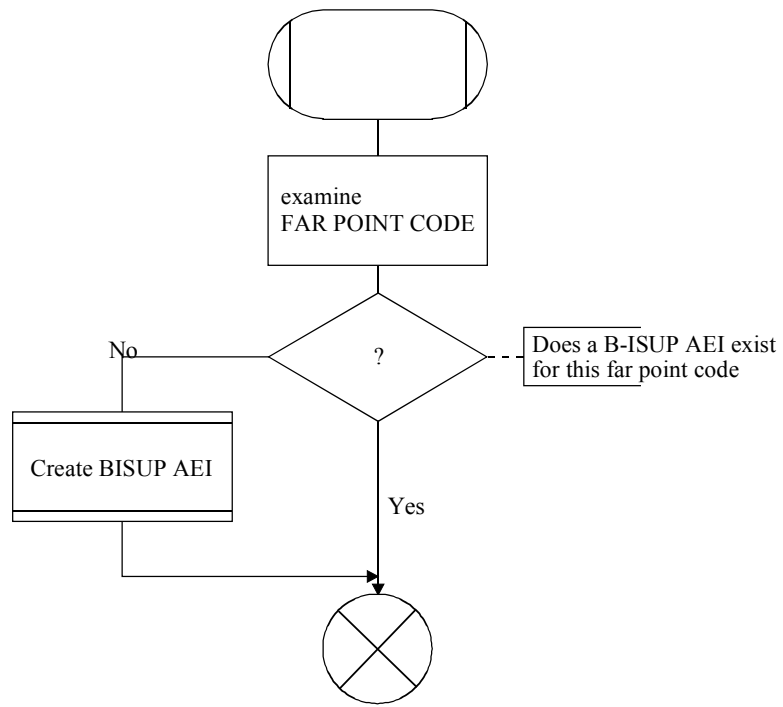 examine
FAR POINT CODE
?
Does a B-ISUP AEI exist
for this far point code
No
Create BISUP AEI
Yes